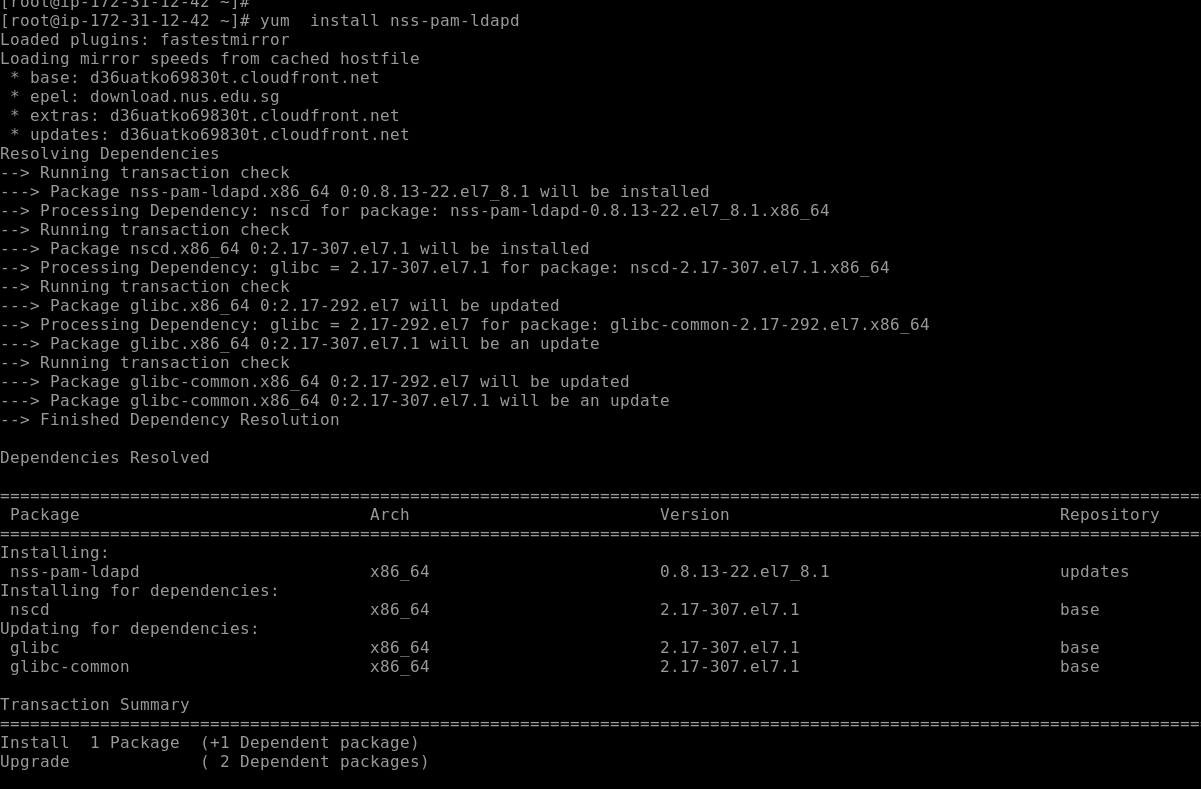 [root@ip-172-31-12-42 ~]#
[root@ip-172-31-12-42 ~]# yum  install nss-pam-ldapd
Loaded plugins: fastestmirror
Loading mirror speeds from cached hostfile
 * base: d36uatko69830t.cloudfront.net
 * epel: download.nus.edu.sg
 * extras: d36uatko69830t.cloudfront.net
 * updates: d36uatko69830t.cloudfront.net
Resolving Dependencies
--> Running transaction check
---> Package nss-pam-ldapd.x86_64 0:0.8.13-22.el7_8.1 will be installed
--> Processing Dependency: nscd for package: nss-pam-ldapd-0.8.13-22.el7_8.1.x86_64
--> Running transaction check
---> Package nscd.x86_64 0:2.17-307.el7.1 will be installed
--> Processing Dependency: glibc = 2.17-307.el7.1 for package: nscd-2.17-307.el7.1.x86_64
--> Running transaction check
---> Package glibc.x86_64 0:2.17-292.el7 will be updated
--> Processing Dependency: glibc = 2.17-292.el7 for package: glibc-common-2.17-292.el7.x86_64
---> Package glibc.x86_64 0:2.17-307.el7.1 will be an update
--> Running transaction check
---> Package glibc-common.x86_64 0:2.17-292.el7 will be updated
---> Package glibc-common.x86_64 0:2.17-307.el7.1 will be an update
--> Finished Dependency Resolution
Dependencies Resolved
========================================================================================================================
 Package                             Arch                         Version                                 Repository
========================================================================================================================
Installing:
 nss-pam-ldapd                       x86_64                       0.8.13-22.el7_8.1                       updates
Installing for dependencies:
 nscd                                x86_64                       2.17-307.el7.1                          base
Updating for dependencies:
 glibc                               x86_64                       2.17-307.el7.1                          base
 glibc-common                        x86_64                       2.17-307.el7.1                          base
Transaction Summary
========================================================================================================================
Install  1 Package  (+1 Dependent package)
Upgrade             ( 2 Dependent packages)